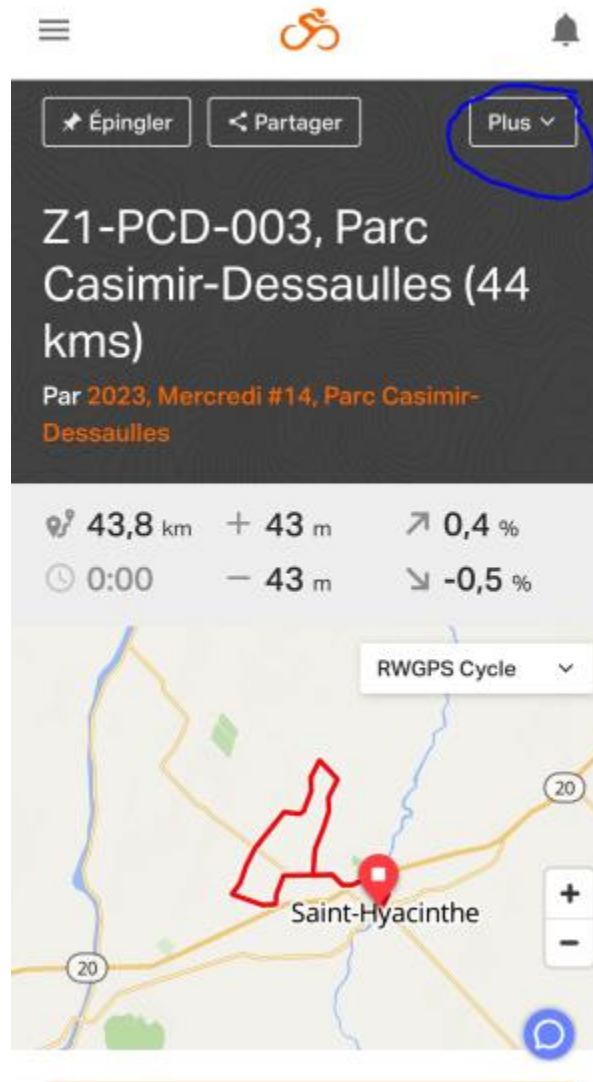 Épingler
Partager
Plus
Z1-PCD-003, Parc
Casimir-Dessaulles (44
kms)
Par 2023, Mercredi #14, Parc Casimir-
Dessaulles
43,8 km + 43 m 0,4 %
0:00 − 43 m -0,5 %
RWGPS Cycle
20
+
Saint-Hyacinthe
−
20